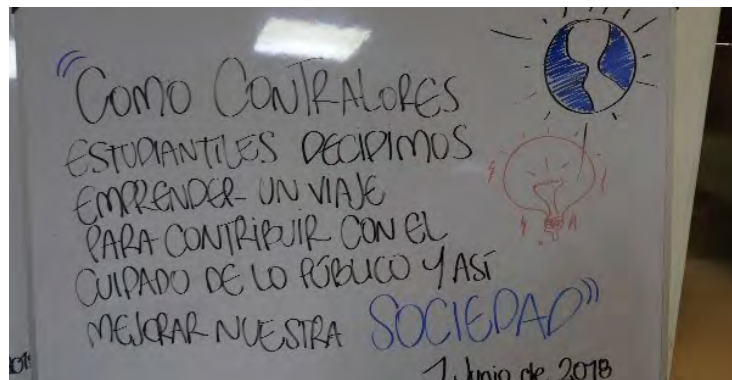 "COMO CONTRALORES
ESTUDIANTILES DECIDIMOS
EMPRENDER UN VIAJE
PARA CONTRIBUIR CON EL
CUIDADO DE LO PÚBLICO Y ASÍ
MEJORAR NUESTRA SOCIEDAD"
1 Junio de 2018